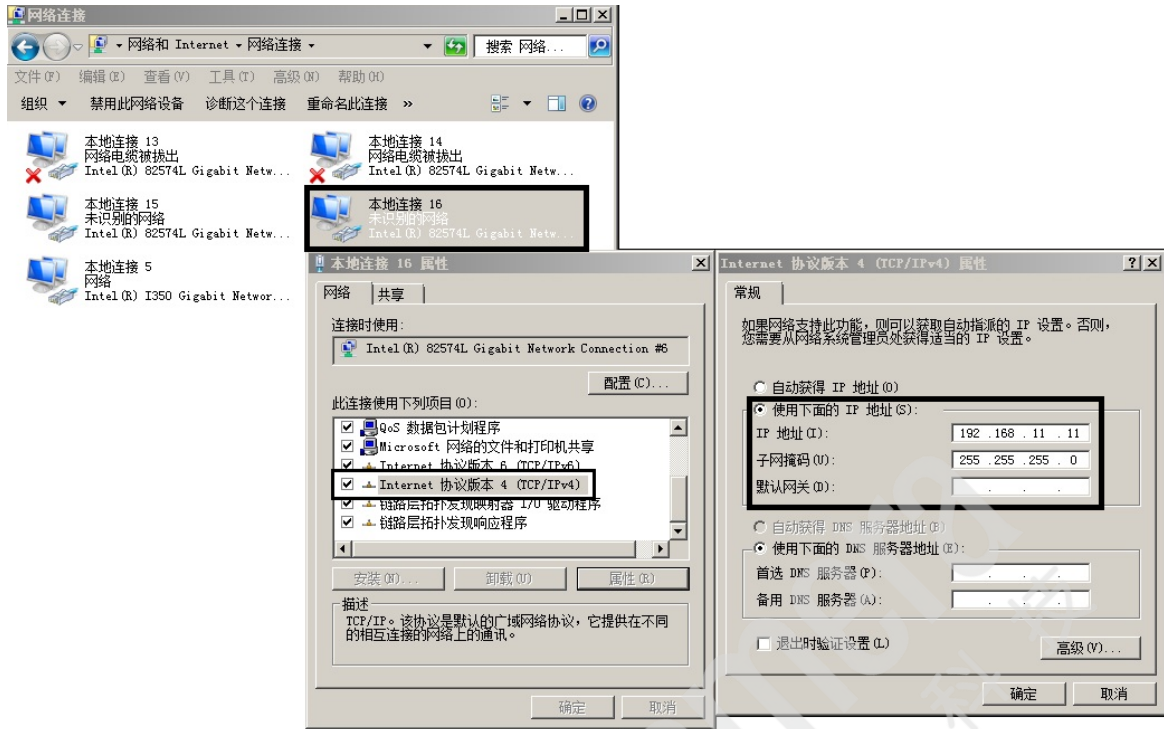 网络连接
网络和 Internet 网络连接
搜索 网络...
文件(F) 编辑(E) 查看(V) 工具(T) 高级(N) 帮助(H)
组织 禁用此网络设备 诊断这个连接 重命名此连接 »
本地连接 13
网络电缆被拔出
Intel(R) 82574L Gigabit Netw...
本地连接 14
网络电缆被拔出
Intel(R) 82574L Gigabit Netw...
本地连接 15
未识别的网络
Intel(R) 82574L Gigabit Netw...
本地连接 16
未识别的网络
Intel(R) 82574L Gigabit Netw...
本地连接 5
网络
Intel(R) I350 Gigabit Networ...
本地连接 16 属性
网络 共享
连接时使用:
Intel(R) 82574L Gigabit Network Connection #6
配置(C)...
此连接使用下列项目(O):
QoS 数据包计划程序
Microsoft 网络的文件和打印机共享
Internet 协议版本 6 (TCP/IPv6)
Internet 协议版本 4 (TCP/IPv4)
链路层拓扑发现映射器 I/O 驱动程序
链路层拓扑发现响应程序
安装(N)... 卸载(U) 属性(R)
描述
TCP/IP。该协议是默认的广域网络协议，它提供在不同
的相互连接的网络上的通讯。
确定 取消
Internet 协议版本 4 (TCP/IPv4) 属性
常规
如果网络支持此功能，则可以获取自动指派的 IP 设置。否则，
您需要从网络系统管理员处获得适当的 IP 设置。
自动获得 IP 地址(O)
使用下面的 IP 地址(S):
IP 地址(I): 192 .168 . 11 . 11
子网掩码(U): 255 .255 .255 . 0
默认网关(D): . . .
自动获得 DNS 服务器地址(B)
使用下面的 DNS 服务器地址(E):
首选 DNS 服务器(P): . . .
备用 DNS 服务器(A): . . .
退出时验证设置(L)
高级(V)...
确定 取消